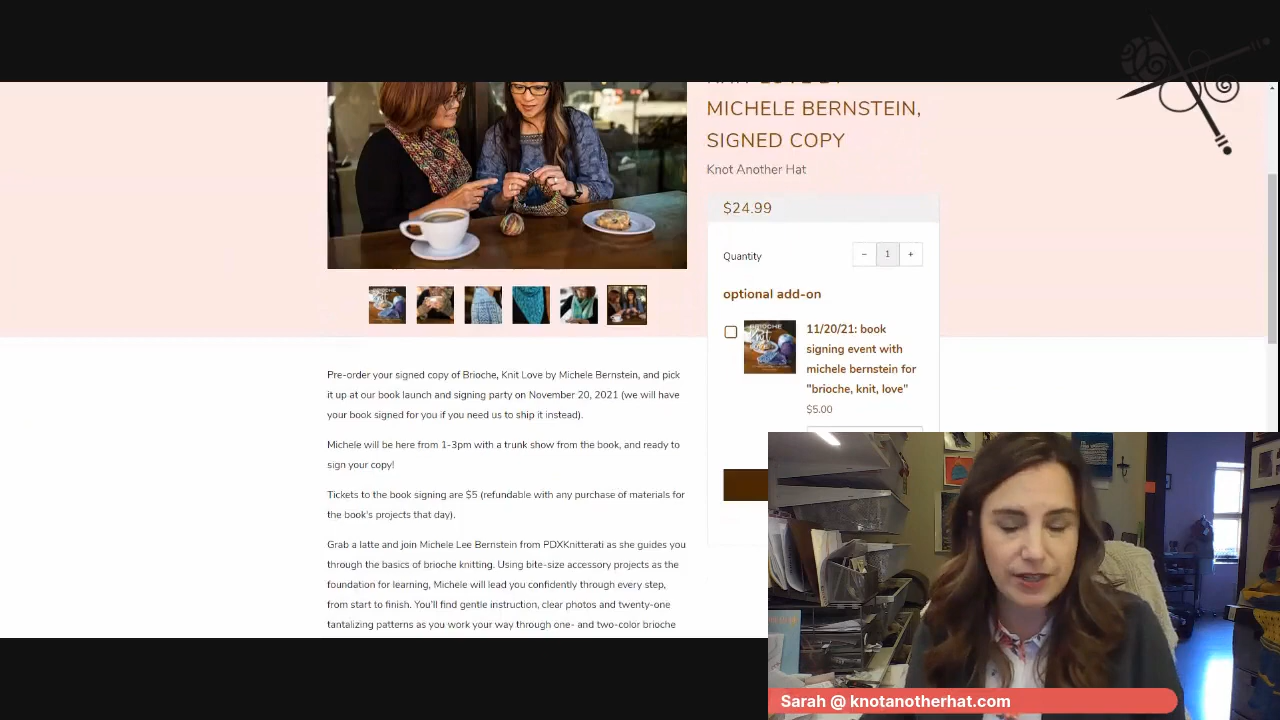 MICHELE BERNSTEIN,
SIGNED COPY
Knot Another Hat
$24.99
Quantity
− 1 +
optional add-on
11/20/21: book
signing event with
michele bernstein for
"brioche, knit, love"
$5.00
Pre-order your signed copy of Brioche, Knit Love by Michele Bernstein, and pick
it up at our book launch and signing party on November 20, 2021 (we will have
your book signed for you if you need us to ship it instead).
Michele will be here from 1-3pm with a trunk show from the book, and ready to
sign your copy!
Tickets to the book signing are $5 (refundable with any purchase of materials for
the book's projects that day).
Grab a latte and join Michele Lee Bernstein from PDXKnitterati as she guides you
through the basics of brioche knitting. Using bite-size accessory projects as the
foundation for learning, Michele will lead you confidently through every step,
from start to finish. You'll find gentle instruction, clear photos and twenty-one
tantalizing patterns as you work your way through one- and two-color brioche
Sarah @ knotanotherhat.com